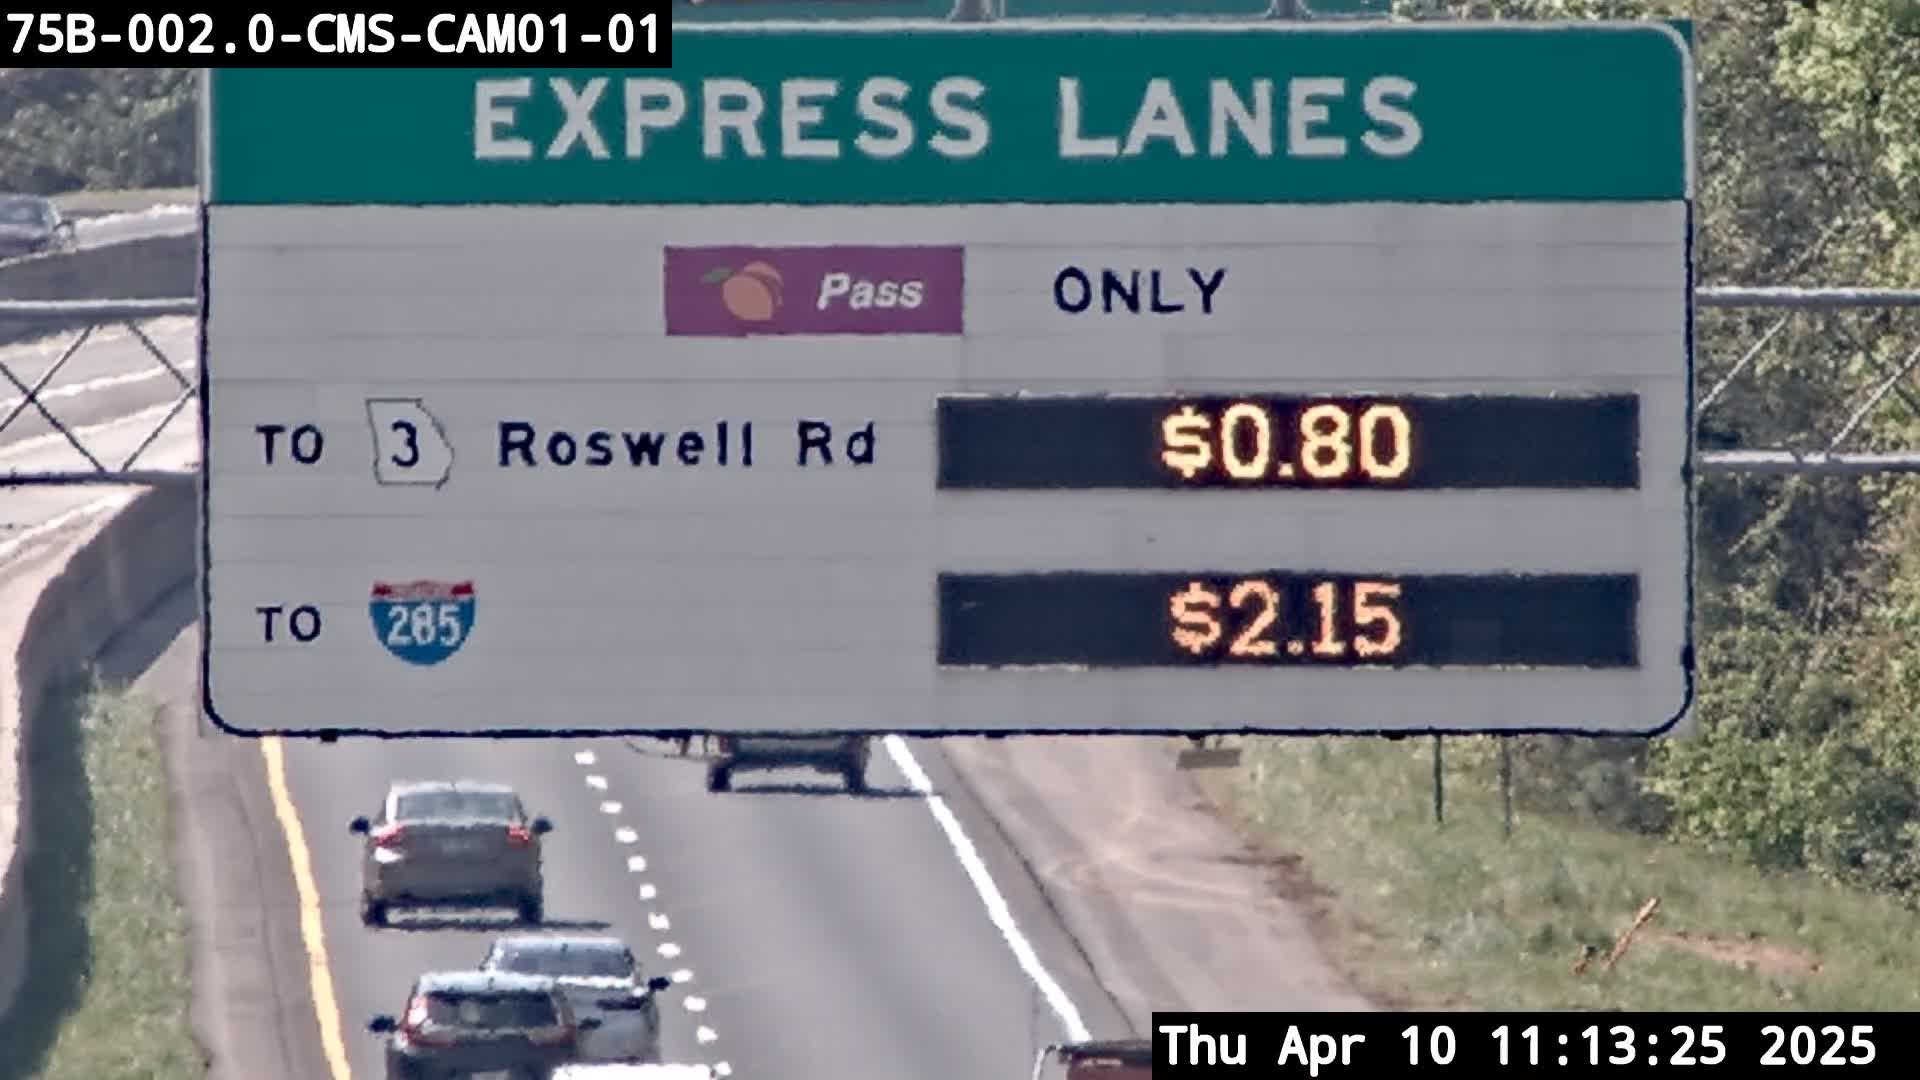 75B-002.0-CMS-CAM01-01
EXPRESS LANES
Pass ONLY
TO 3 Roswell Rd $0.80
TO 285 $2.15
Thu Apr 10 11:13:25 2025